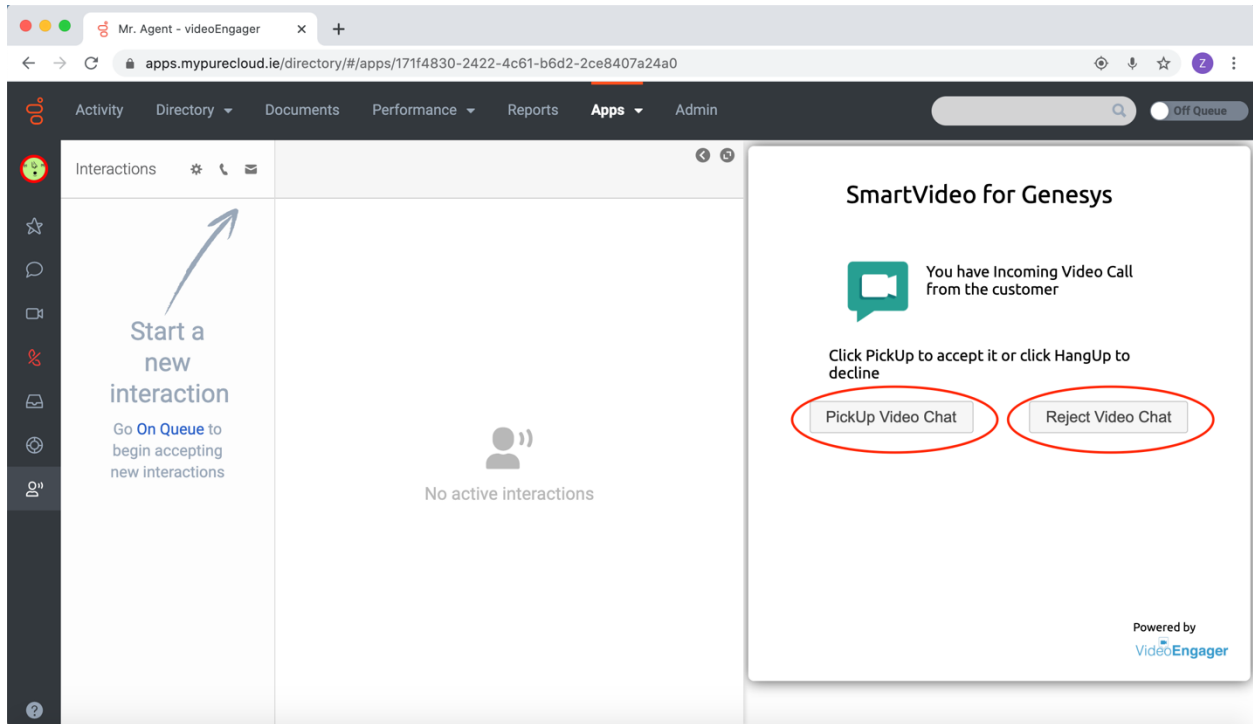 Mr. Agent - videoEngager
apps.mypurecloud.ie/directory/#/apps/171f4830-2422-4c61-b6d2-2ce8407a24a0
Z
Activity
Directory
Documents
Performance
Reports
Apps
Admin
Off Queue
Interactions
Start a
new
interaction
Go On Queue to
begin accepting
new interactions
No active interactions
SmartVideo for Genesys
You have Incoming Video Call
from the customer
Click PickUp to accept it or click HangUp to
decline
PickUp Video Chat
Reject Video Chat
Powered by
VideoEngager